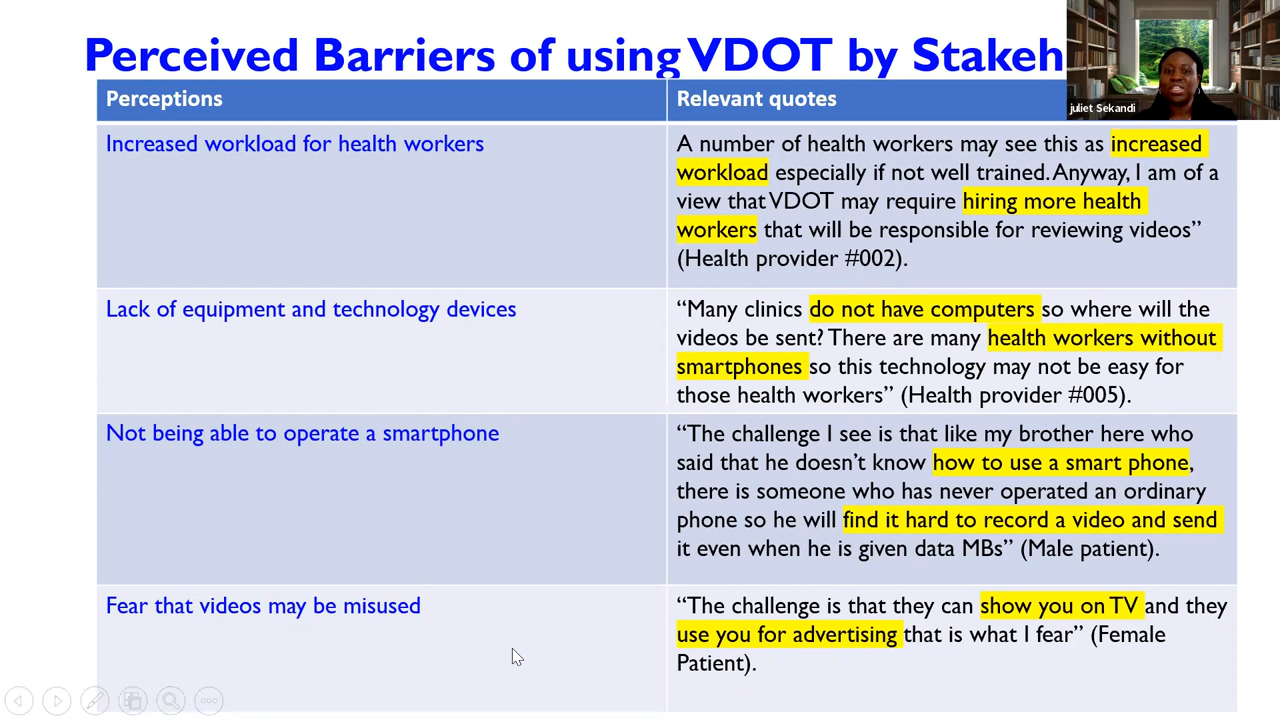 Perceived Barriers of using VDOT by Stakeh
juliet Sekandi
Perceptions
Relevant quotes
Increased workload for health workers
A number of health workers may see this as increased
workload especially if not well trained. Anyway, I am of a
view that VDOT may require hiring more health
workers that will be responsible for reviewing videos”
(Health provider #002).
Lack of equipment and technology devices
“Many clinics do not have computers so where will the
videos be sent? There are many health workers without
smartphones so this technology may not be easy for
those health workers” (Health provider #005).
Not being able to operate a smartphone
“The challenge I see is that like my brother here who
said that he doesn’t know how to use a smart phone,
there is someone who has never operated an ordinary
phone so he will find it hard to record a video and send
it even when he is given data MBs” (Male patient).
Fear that videos may be misused
“The challenge is that they can show you on TV and they
use you for advertising that is what I fear” (Female
Patient).